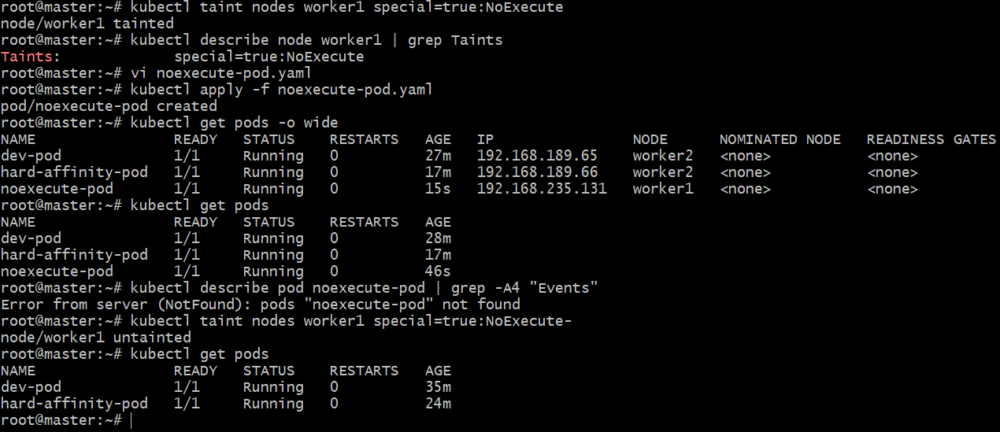 root@master:~# kubectl taint nodes worker1 special=true:NoExecute
node/worker1 tainted
root@master:~# kubectl describe node worker1 | grep Taints
Taints:             special=true:NoExecute
root@master:~# vi noexecute-pod.yaml
root@master:~# kubectl apply -f noexecute-pod.yaml
pod/noexecute-pod created
root@master:~# kubectl get pods -o wide
NAME                READY   STATUS    RESTARTS   AGE   IP                NODE      NOMINATED NODE   READINESS GATES
dev-pod             1/1     Running   0          27m   192.168.189.65    worker2   <none>           <none>
hard-affinity-pod   1/1     Running   0          17m   192.168.189.66    worker2   <none>           <none>
noexecute-pod       1/1     Running   0          15s   192.168.235.131   worker1   <none>           <none>
root@master:~# kubectl get pods
NAME                READY   STATUS    RESTARTS   AGE
dev-pod             1/1     Running   0          28m
hard-affinity-pod   1/1     Running   0          17m
noexecute-pod       1/1     Running   0          46s
root@master:~# kubectl describe pod noexecute-pod | grep -A4 "Events"
Error from server (NotFound): pods "noexecute-pod" not found
root@master:~# kubectl taint nodes worker1 special=true:NoExecute-
node/worker1 untainted
root@master:~# kubectl get pods
NAME                READY   STATUS    RESTARTS   AGE
dev-pod             1/1     Running   0          35m
hard-affinity-pod   1/1     Running   0          24m
root@master:~#